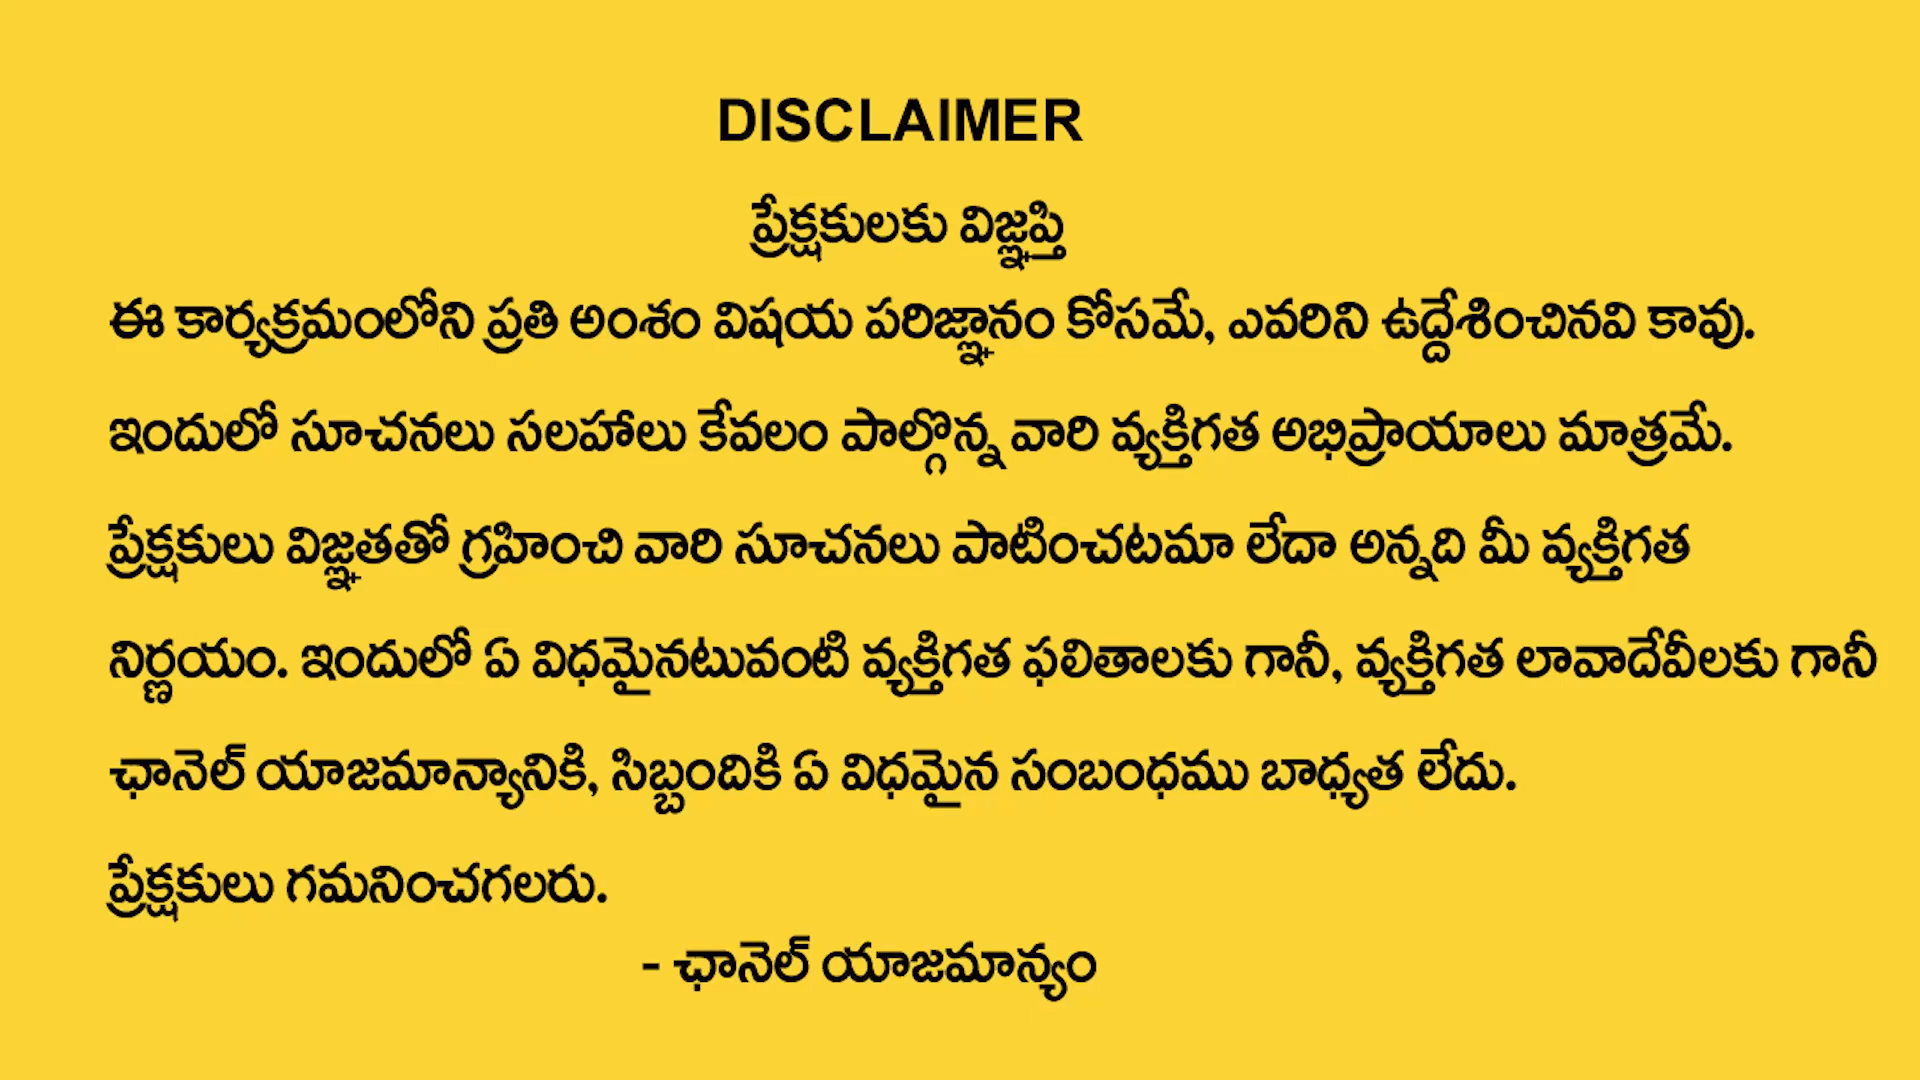 DISCLAIMER
ప్రేక్షకులకు విజ్ఞప్తి
ఈ కార్యక్రమంలోని ప్రతి అంశం విషయ పరిజ్ఞానం కోసమే, ఎవరిని ఉద్దేశించినవి కావు.
ఇందులో సూచనలు సలహాలు కేవలం పాల్గొన్న వారి వ్యక్తిగత అభిప్రాయాలు మాత్రమే.
ప్రేక్షకులు విజ్ఞతతో గ్రహించి వారి సూచనలు పాటించటమా లేదా అన్నది మీ వ్యక్తిగత
నిర్ణయం. ఇందులో ఏ విధమైనటువంటి వ్యక్తిగత ఫలితాలకు గానీ, వ్యక్తిగత లావాదేవీలకు గానీ
ఛానెల్ యాజమాన్యానికి, సిబ్బందికి ఏ విధమైన సంబంధము బాధ్యత లేదు.
ప్రేక్షకులు గమనించగలరు.
- ఛానెల్ యాజమాన్యం